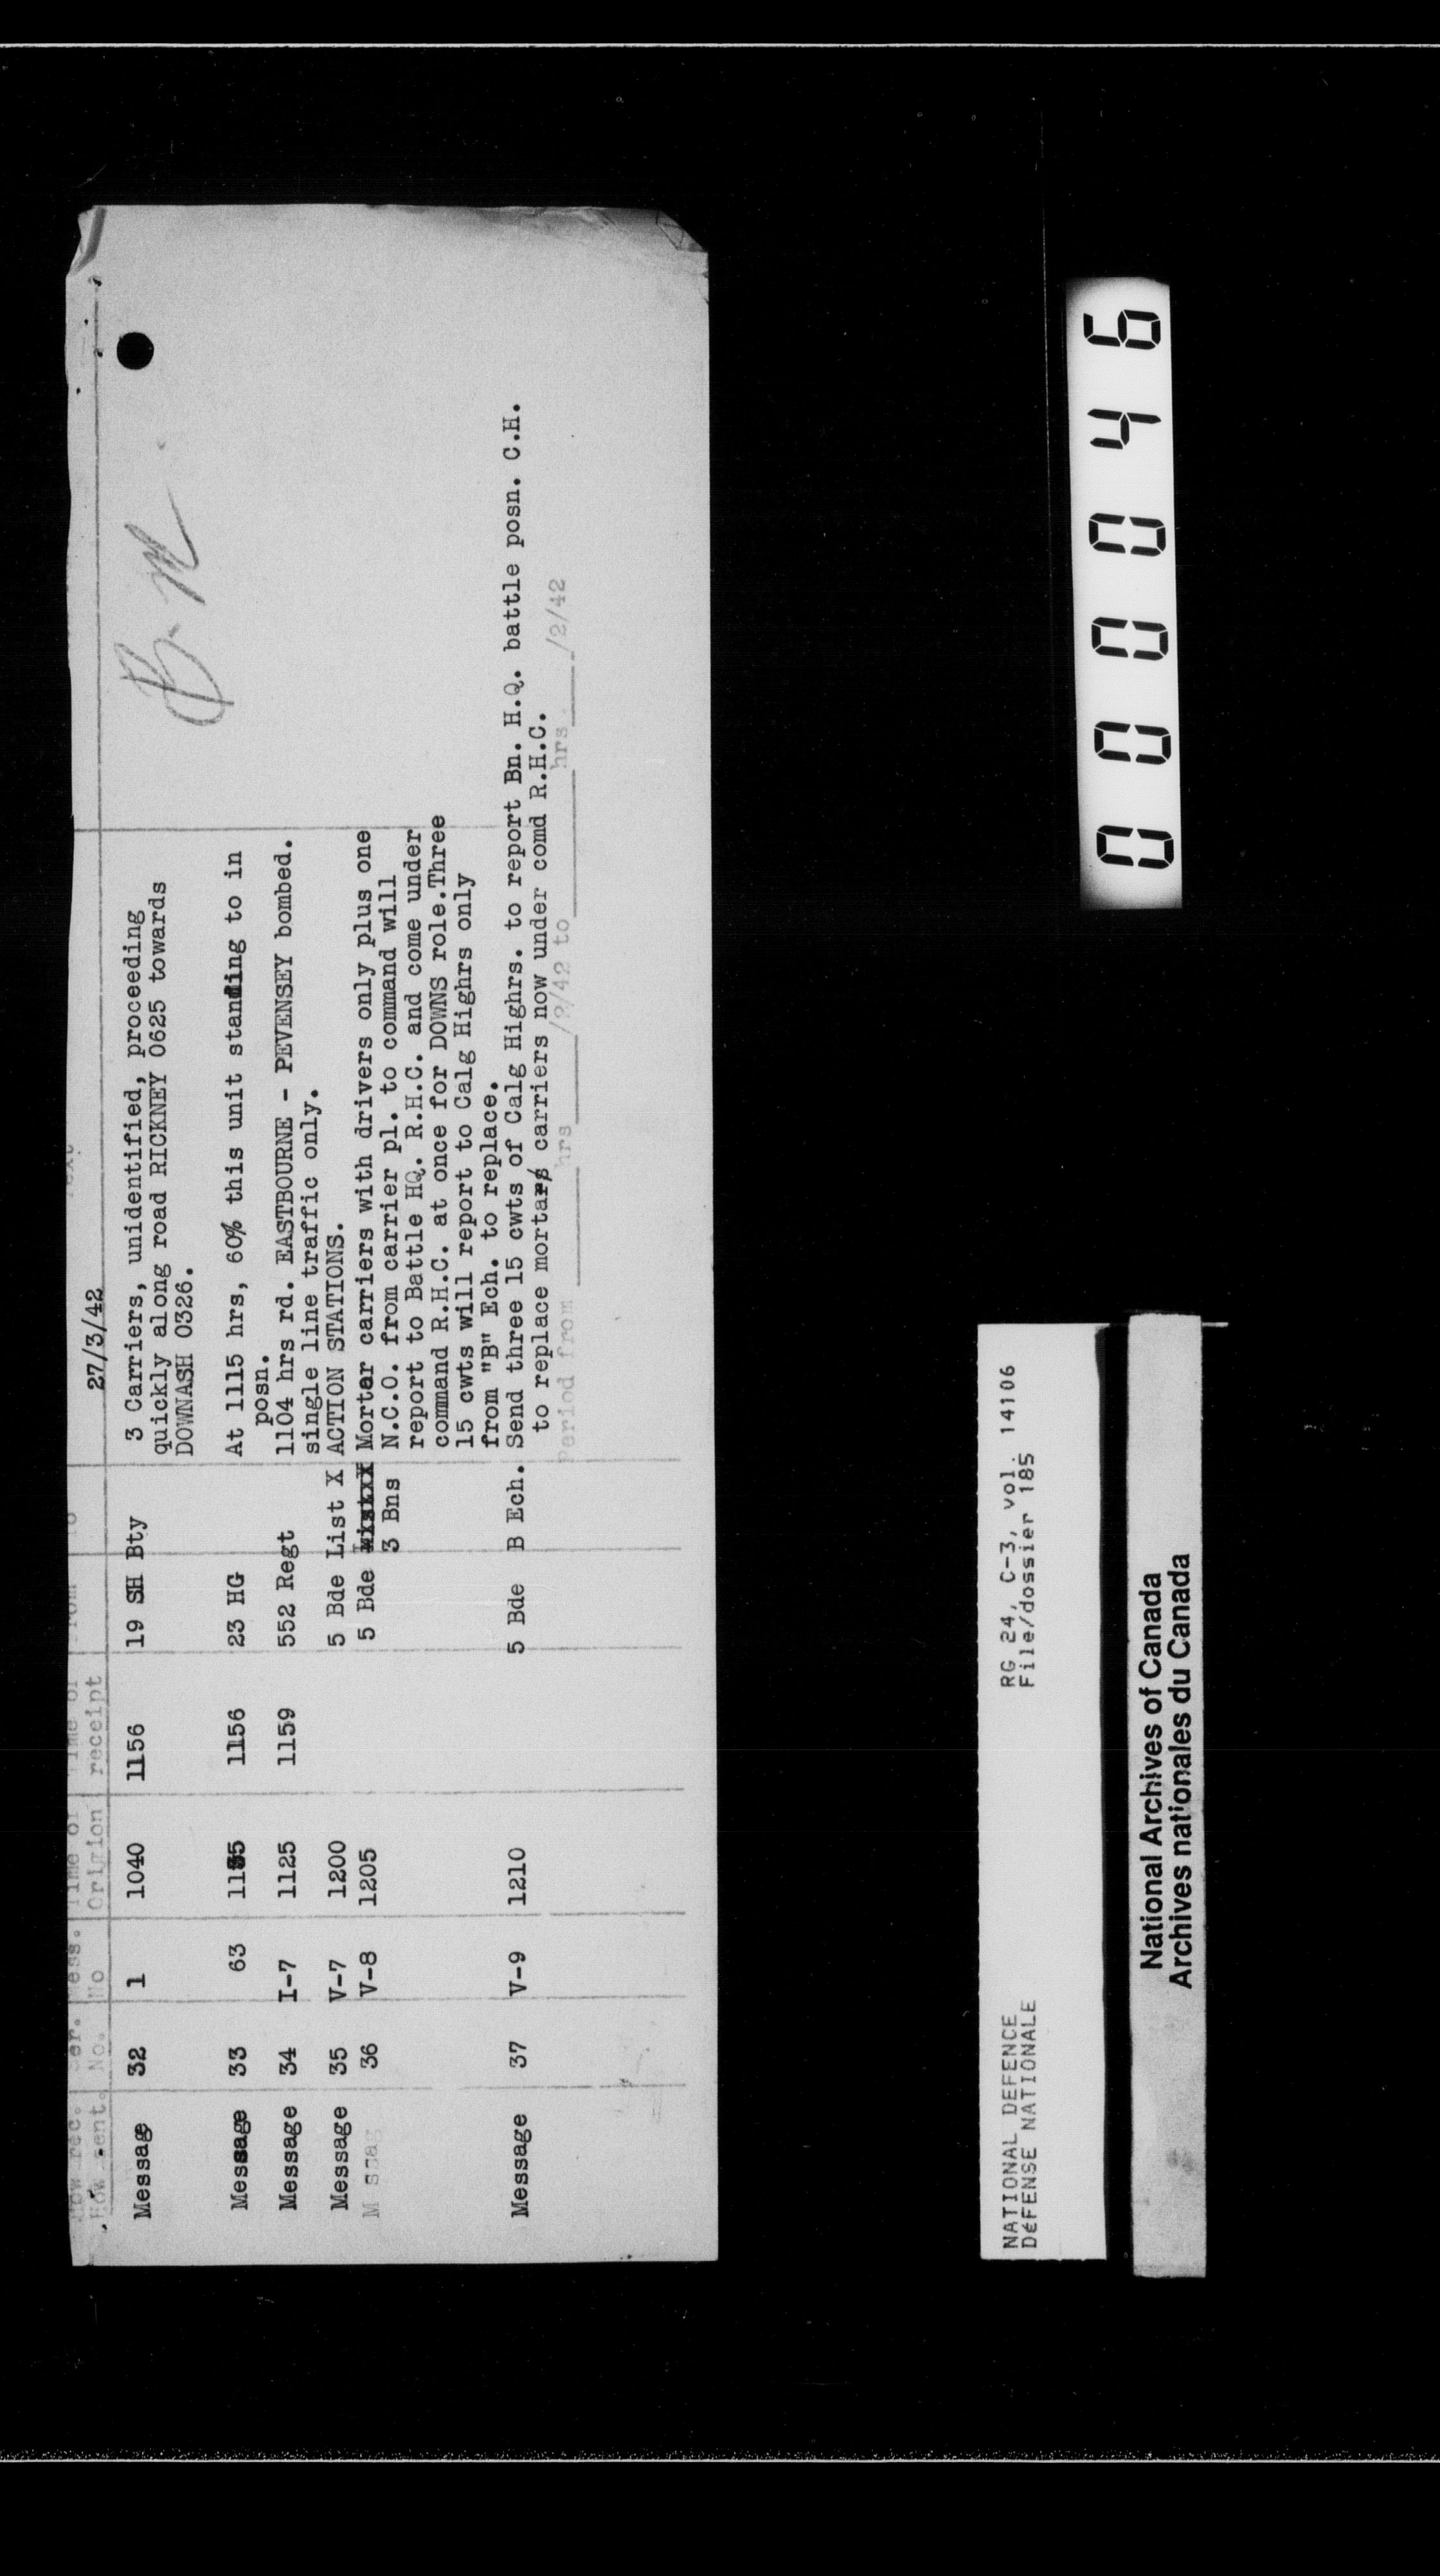 27/3/42
How rec. Ser. Mess. Time of Time of From To Text
How sent. No. No Origion receipt
Message 32 1 1040 1156 19 SH Bty 3 Carriers, unidentified, proceeding
quickly along road RICKNEY 0625 towards
DOWNASH 0326.
Message 33 63 1156 23 HG At 1115 hrs, 60% this unit standing to in
posn.
Message 34 I-7 1125 1159 552 Regt 1104 hrs rd. EASTBOURNE - PEVENSEY bombed.
single line traffic only.
Message 35 V-7 1200 5 Bde List X ACTION STATIONS.
36 V-8 1205 5 Bde Morter carriers with drivers only plus one
3 Bns N.C.O. from carrier pl. to command will
report to Battle HQ. R.H.C. and come under
command R.H.C. at once for DOWNS role.Three
15 cwts will report to Calg Highrs only
from "B" Ech. to replace.
Message 37 V-9 1210 5 Bde B Ech. Send three 15 cwts of Calg Highrs. to report Bn. H.Q. battle posn. C.H.
to replace mortar carriers now under comd R.H.C.
Period from hrs /2/42 to hrs /2/42
B.M.
NATIONAL DEFENCE RG 24, C-3, vol. 14106
DéFENSE NATIONALE File/dossier 185
National Archives of Canada
Archives nationales du Canada
000046